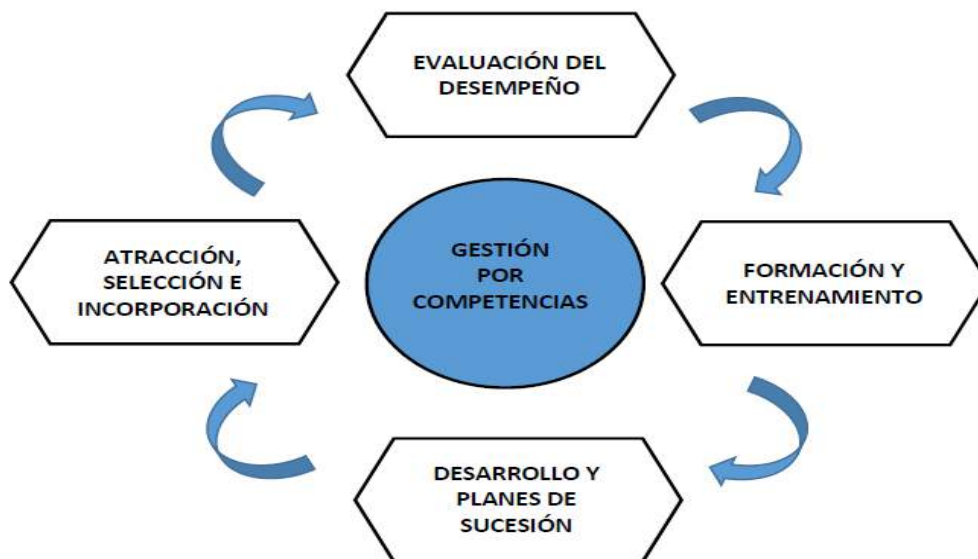 EVALUACIÓN DEL
DESEMPEÑO
ATRACCIÓN,
SELECCIÓN E
INCORPORACIÓN
GESTIÓN
POR
COMPETENCIAS
FORMACIÓN Y
ENTRENAMIENTO
DESARROLLO Y
PLANES DE
SUCESIÓN